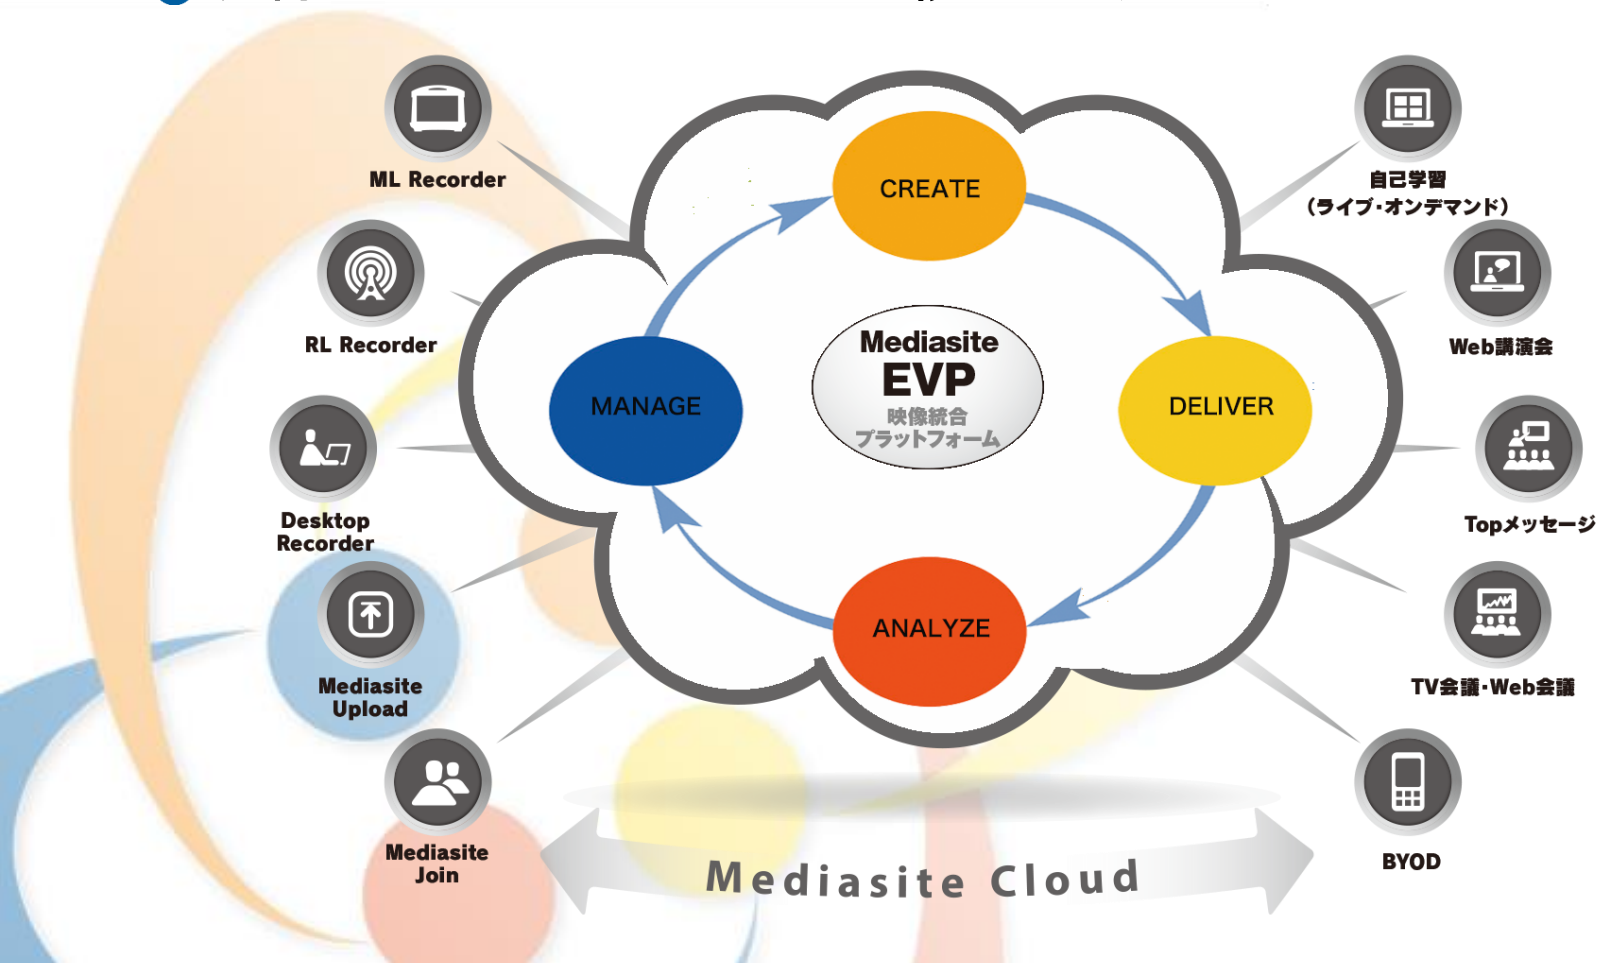 ML Recorder
RL Recorder
Desktop
Recorder
Mediasite
Upload
Mediasite
Join
CREATE
MANAGE
DELIVER
ANALYZE
Mediasite
EVP
映像統合
プラットフォーム
自己学習
（ライブ・オンデマンド）
Web講演会
Topメッセージ
TV会議・Web会議
BYOD
Mediasite Cloud